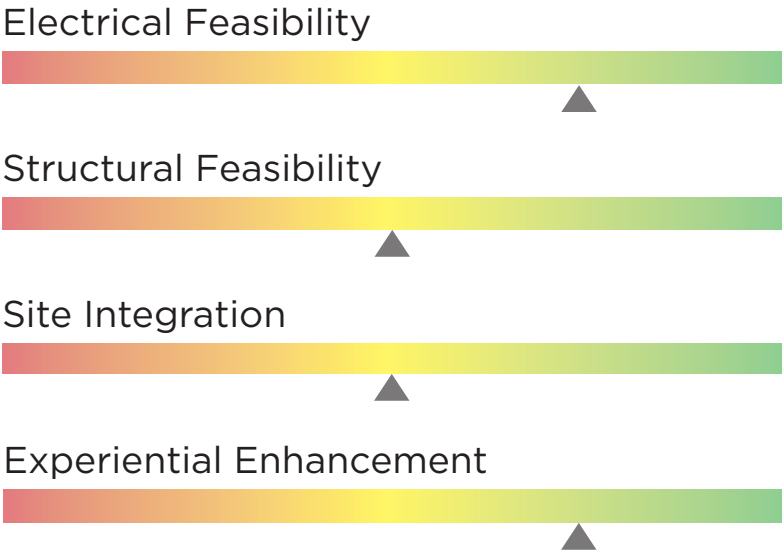 Electrical Feasibility
Structural Feasibility
Site Integration
Experiential Enhancement